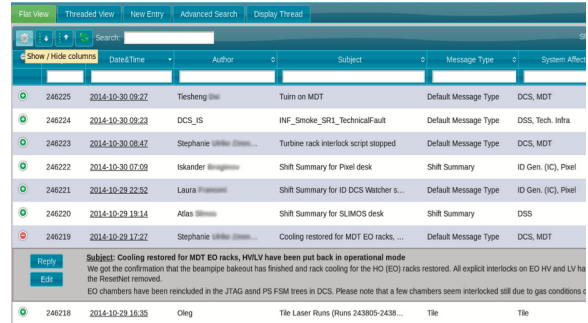 Flat View Threaded View New Entry Advanced Search Display Thread
Search: Sh
Show / Hide columns Date&Time Author Subject Message Type System Affect
246225 2014-10-30 09:27 Tiesheng Tuirn on MDT Default Message Type DCS, MDT
246224 2014-10-30 09:23 DCS_IS INF_Smoke_SR1_TechnicalFault Default Message Type DSS, Tech. Infra
246223 2014-10-30 08:47 Stephanie Turbine rack interlock script stopped Default Message Type DCS, MDT
246222 2014-10-30 07:09 Iskander Shift Summary for Pixel desk Shift Summary ID Gen. (IC), Pixel
246221 2014-10-29 22:52 Laura Shift Summary for ID DCS Watcher s... Default Message Type ID Gen. (IC), Pixel
246220 2014-10-29 19:14 Atlas Shift Summary for SLIMOS desk Shift Summary DSS
246219 2014-10-29 17:27 Stephanie Cooling restored for MDT EO racks, ... Default Message Type DCS, MDT
Reply Subject: Cooling restored for MDT EO racks, HV/LV have been put back in operational mode
We got the confirmation that the beampipe bakeout has finished and rack cooling for the HO (EO) racks restored. All explicit interlocks on EO HV and LV ha
Edit the ResetNet removed.
EO chambers have been reincluded in the JTAG asnd PS FSM trees in DCS. Please note that a few chambers seem interlocked still due to gas conditions o
246218 2014-10-29 16:35 Oleg Tile Laser Runs (Runs 243805-2438... Tile Tile